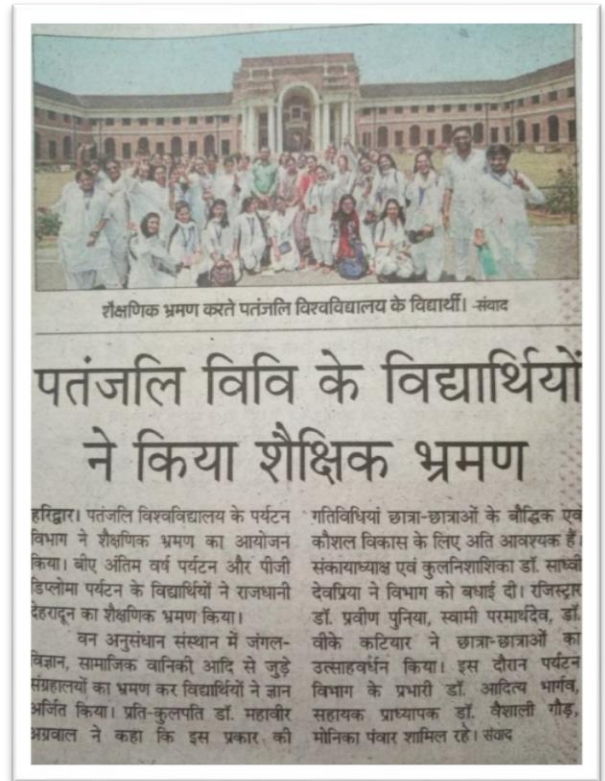 शैक्षणिक भ्रमण करते पतंजलि विश्वविद्यालय के विद्यार्थी। -संवाद
पतंजलि विवि के विद्यार्थियों
ने किया शैक्षिक भ्रमण
हरिद्वार। पतंजलि विश्वविद्यालय के पर्यटन
विभाग ने शैक्षणिक भ्रमण का आयोजन
किया। बीए अंतिम वर्ष पर्यटन और पीजी
डिप्लोमा पर्यटन के विद्यार्थियों ने राजधानी
देहरादून का शैक्षणिक भ्रमण किया।
वन अनुसंधान संस्थान में जंगल-
विज्ञान, सामाजिक वानिकी आदि से जुड़े
संग्रहालयों का भ्रमण कर विद्यार्थियों ने ज्ञान
अर्जित किया। प्रति-कुलपति डॉ. महावीर
अग्रवाल ने कहा कि इस प्रकार की
गतिविधियां छात्रा-छात्राओं के बौद्धिक एवं
कौशल विकास के लिए अति आवश्यक हैं।
संकायाध्यक्ष एवं कुलनिशाशिका डॉ. साध्वी
देवप्रिया ने विभाग को बधाई दी। रजिस्ट्रार
डॉ. प्रवीण पुनिया, स्वामी परमार्थदेव, डॉ.
वीके कटियार ने छात्रा-छात्राओं का
उत्साहवर्धन किया। इस दौरान पर्यटन
विभाग के प्रभारी डॉ. आदित्य भार्गव,
सहायक प्राध्यापक डॉ. वैशाली गौड़,
मोनिका पंवार शामिल रहे। संवाद